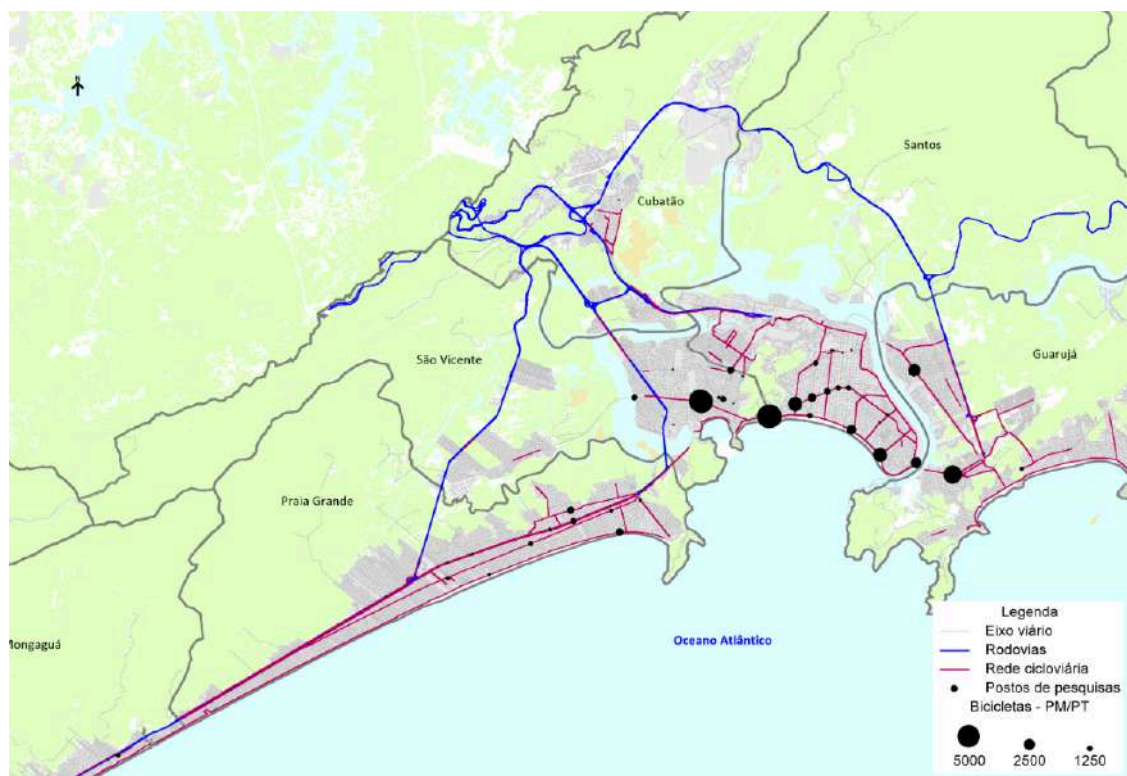 N
Santos
Cubatão
São Vicente
Guarujá
Praia Grande
Mongaguá
Oceano Atlântico
Legenda
Eixo viário
Rodovias
Rede cicloviária
Postos de pesquisas
Bicicletas - PM/PT
5000 2500 1250